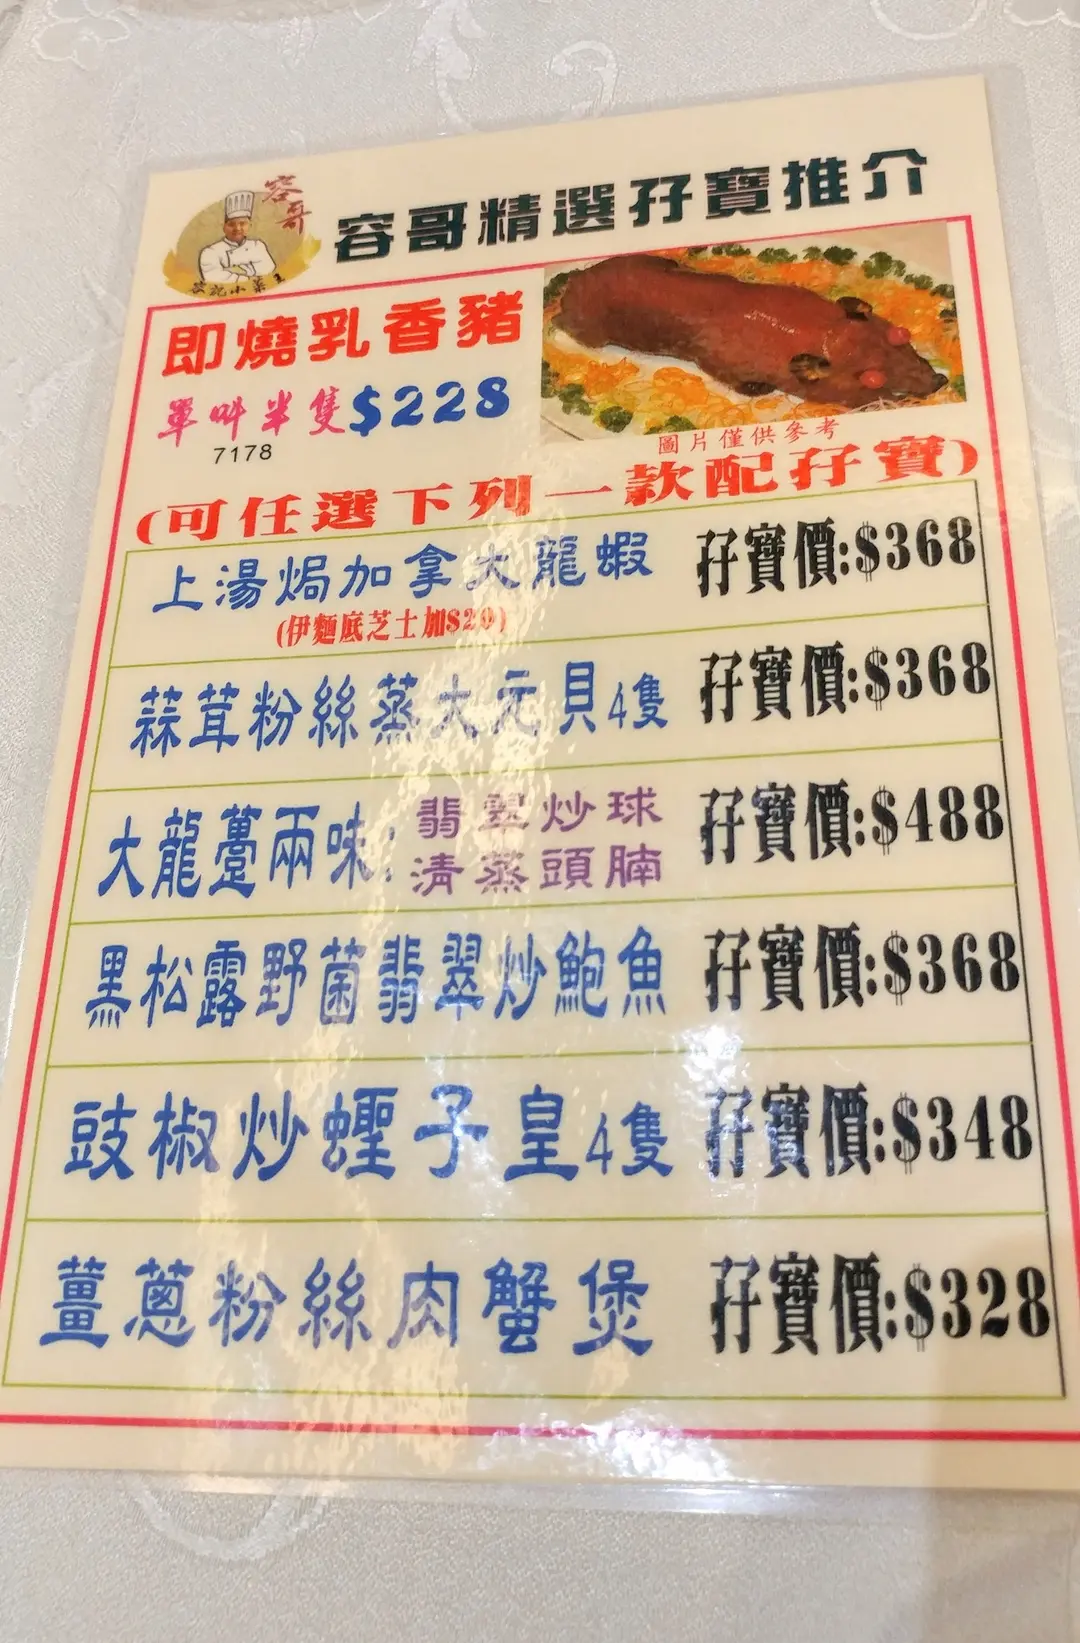 容哥
容記小菜王
容哥精選孖寶推介
即燒乳香豬
單叫半隻$228
7178
圖片僅供參考
(可任選下列一款配孖寶)
上湯焗加拿大龍蝦 孖寶價:$368
(伊麵底芝士加$20)
蒜茸粉絲蒸大元貝4隻 孖寶價:$368
大龍躉兩味: 翡翠炒球 孖寶價:$488
清蒸頭腩
黑松露野菌翡翠炒鮑魚 孖寶價:$368
豉椒炒蟶子皇4隻 孖寶價:$348
薑蔥粉絲肉蟹煲 孖寶價:$328